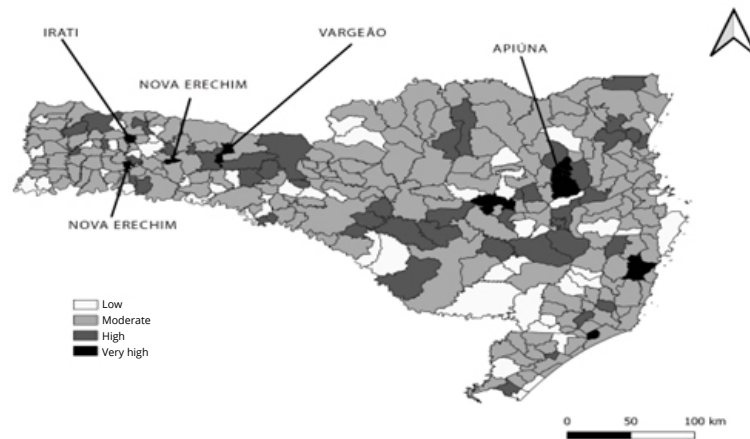 IRATI
VARGEÃO
APIÚNA
NOVA ERECHIM
NOVA ERECHIM
Low
Moderate
High
Very high
0 50 100 km